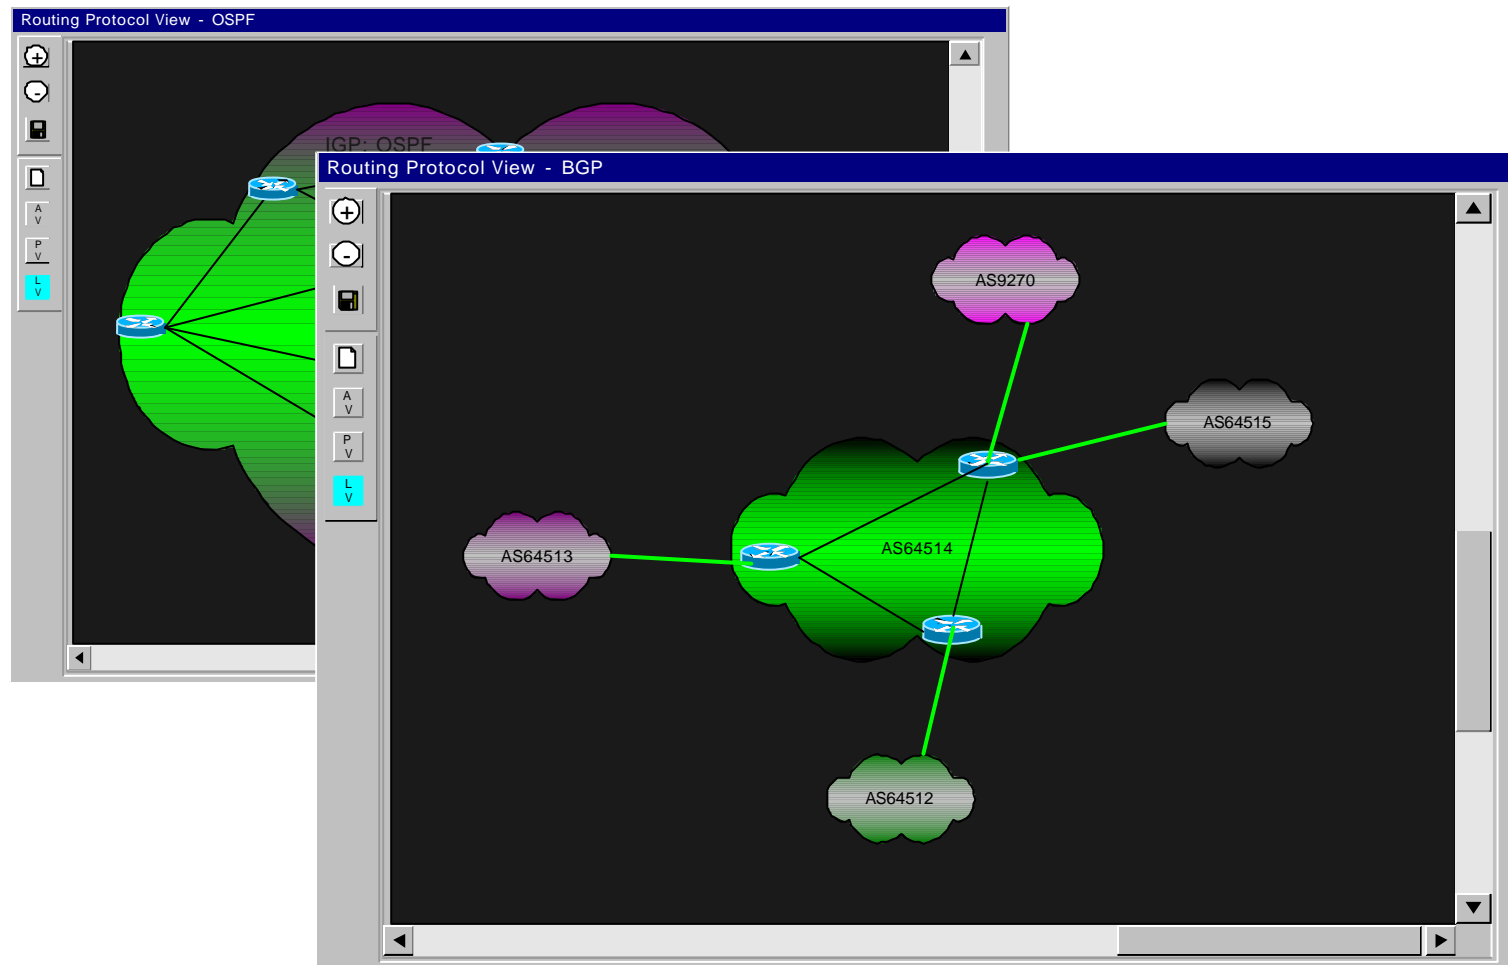 Routing Protocol View - OSPF
+
-
A
V
P
V
L
V
IGP: OSPF
Routing Protocol View - BGP
+
-
A
V
P
V
L
V
AS9270
AS64515
AS64514
AS64513
AS64512